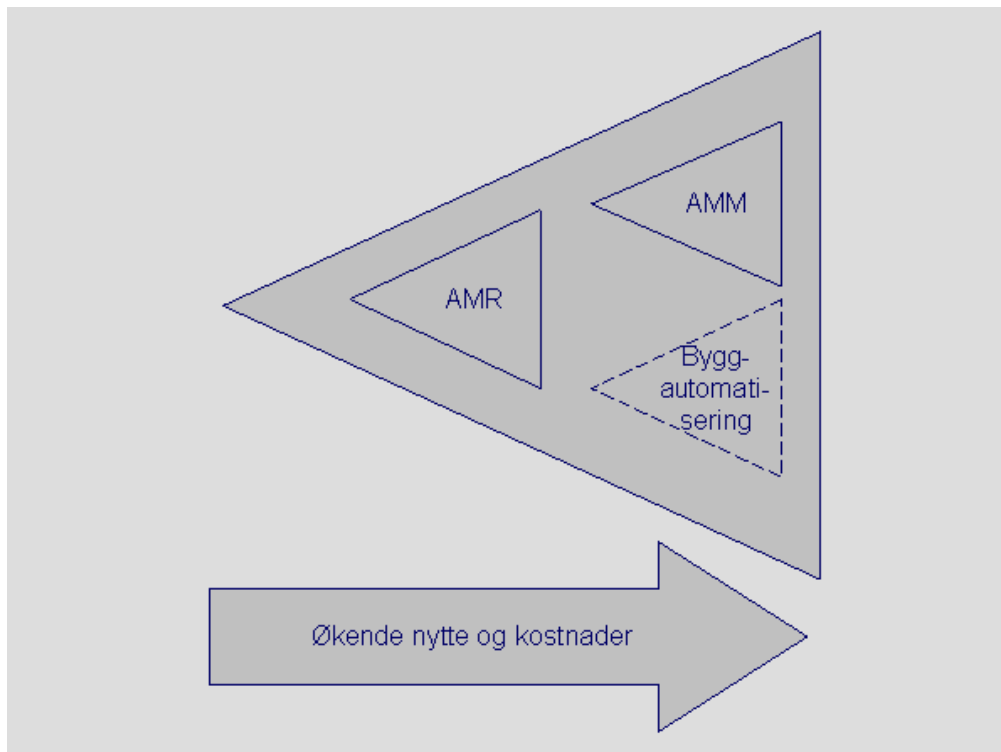 AMM
AMR
Bygg-
automati-
sering
Økende nytte og kostnader